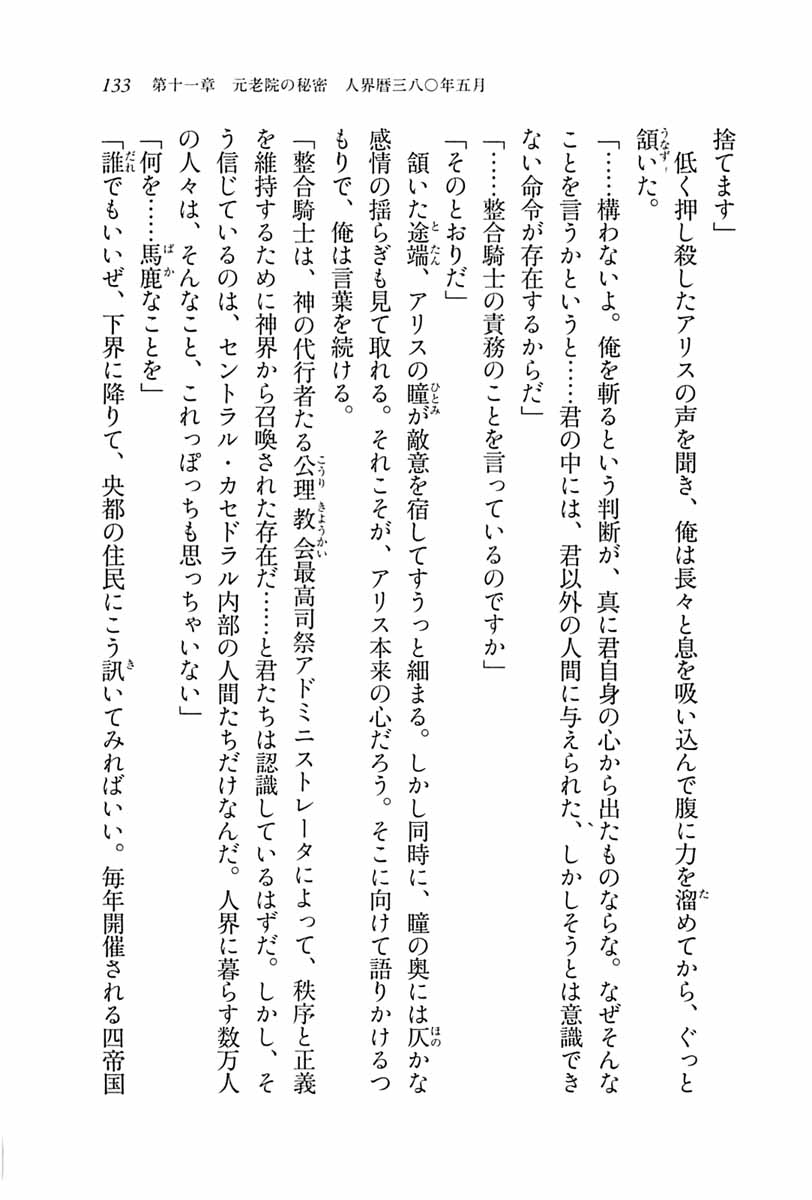 133　第十一章　元老院の秘密　人界暦三八〇年五月
捨てます」
　低く押し殺したアリスの声を聞き、俺は長々と息を吸い込んで腹に力を溜めてから、ぐっと
頷いた。
「……構わないよ。俺を斬るという判断が、真に君自身の心から出たものならな。なぜそんな
ことを言うかというと……君の中には、君以外の人間に与えられた、しかしそうとは意識でき
ない命令が存在するからだ」
「……整合騎士の責務のことを言っているのですか」
「そのとおりだ」
　頷いた途端、アリスの瞳が敵意を宿してすうっと細まる。しかし同時に、瞳の奥には仄かな
感情の揺らぎも見て取れる。それこそが、アリス本来の心だろう。そこに向けて語りかけるつ
もりで、俺は言葉を続ける。
「整合騎士は、神の代行者たる公理教会最高司祭アドミニストレータによって、秩序と正義
を維持するために神界から召喚された存在だ……と君たちは認識しているはずだ。しかし、そ
う信じているのは、セントラル・カセドラル内部の人間たちだけなんだ。人界に暮らす数万人
の人々は、そんなこと、これっぽっちも思っちゃいない」
「何を……馬鹿なことを」
「誰でもいいぜ、下界に降りて、央都の住民にこう訊いてみればいい。毎年開催される四帝国